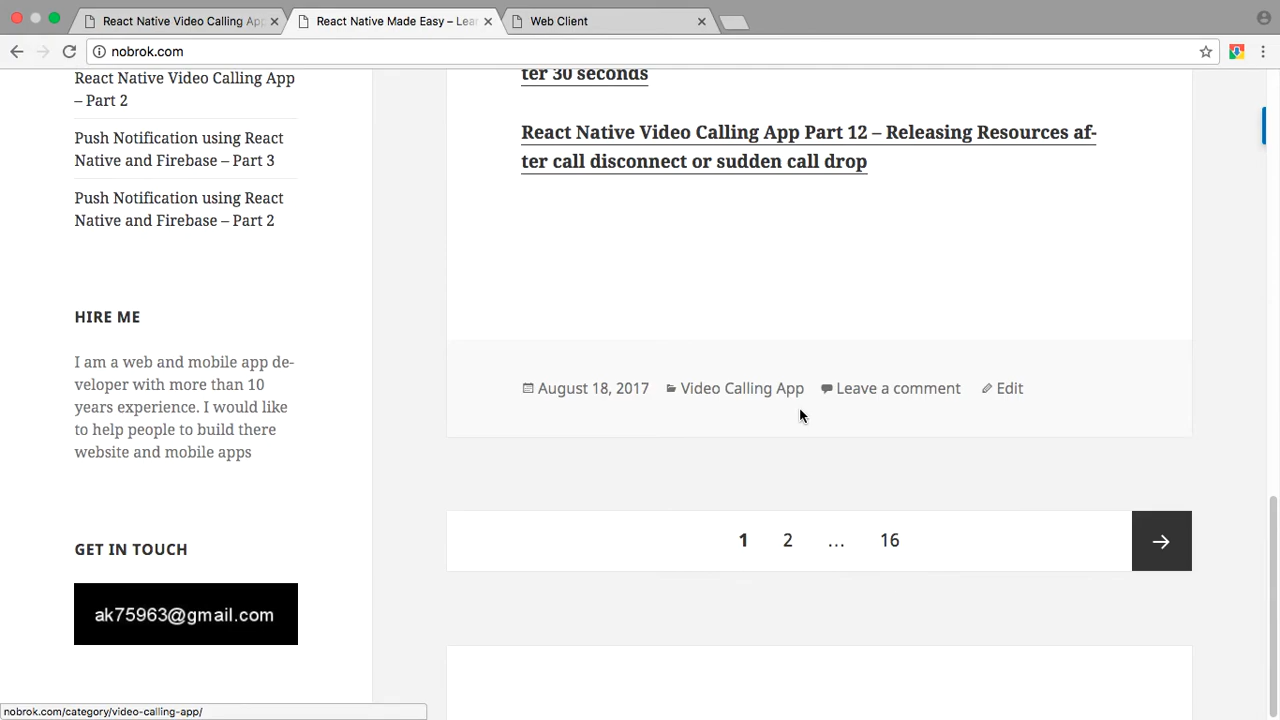 React Native Video Calling App
React Native Made Easy – Lea
Web Client
nobrok.com
React Native Video Calling App
– Part 2
Push Notification using React
Native and Firebase – Part 3
Push Notification using React
Native and Firebase – Part 2
HIRE ME
I am a web and mobile app de-
veloper with more than 10
years experience. I would like
to help people to build there
website and mobile apps
GET IN TOUCH
ak75963@gmail.com
ter 30 seconds
React Native Video Calling App Part 12 – Releasing Resources af-
ter call disconnect or sudden call drop
August 18, 2017 Video Calling App Leave a comment Edit
1 2 … 16
nobrok.com/category/video-calling-app/